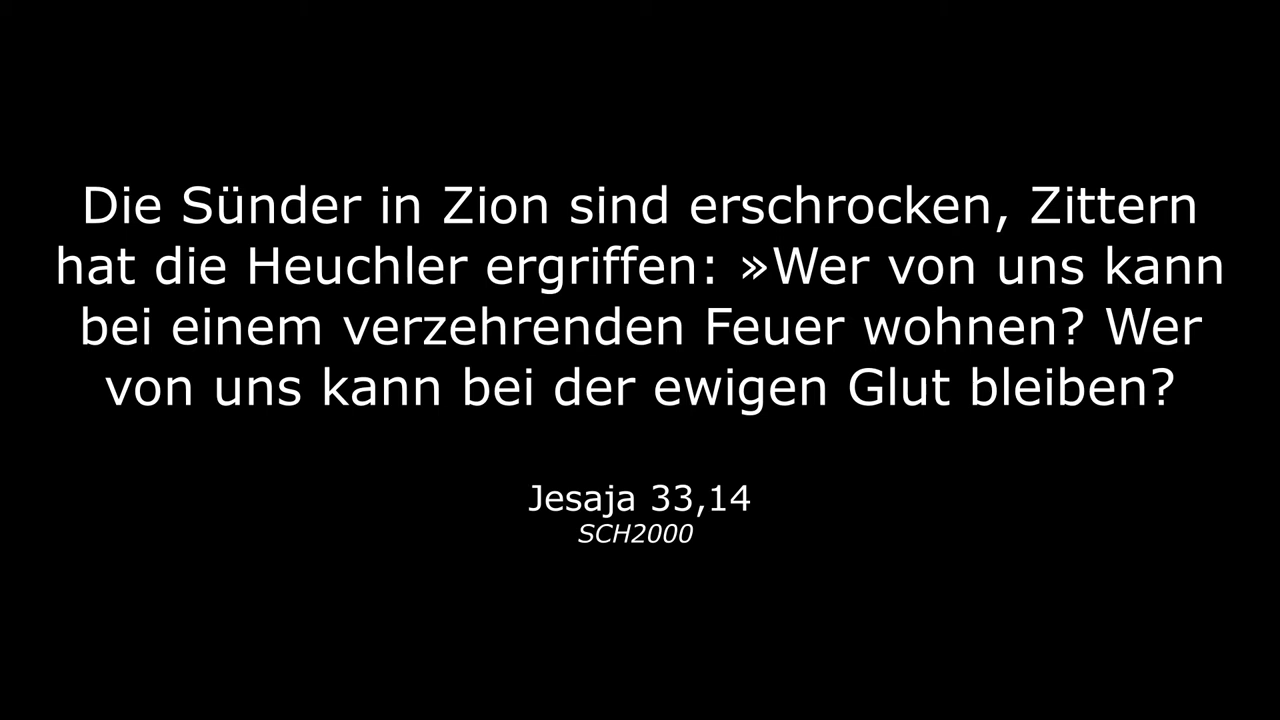 Die Sünder in Zion sind erschrocken, Zittern
hat die Heuchler ergriffen: »Wer von uns kann
bei einem verzehrenden Feuer wohnen? Wer
von uns kann bei der ewigen Glut bleiben?
Jesaja 33,14
SCH2000